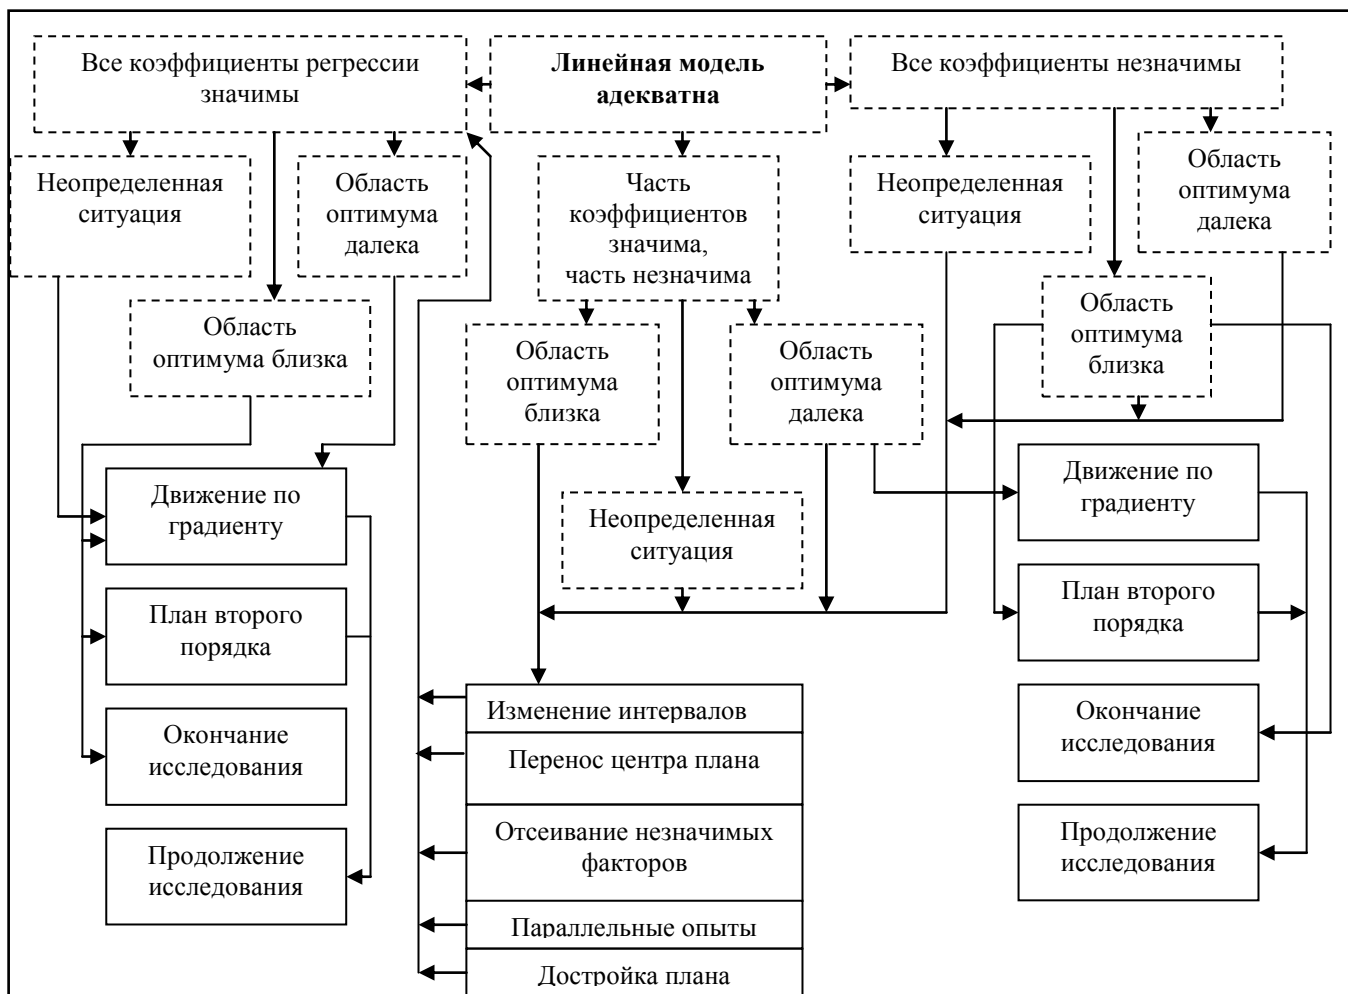 Все коэффициенты регрессии
значимы
Линейная модель
адекватна
Все коэффициенты незначимы
Неопределенная
ситуация
Область
оптимума
далека
Часть
коэффициентов
значима,
часть незначима
Неопределенная
ситуация
Область
оптимума
далека
Область
оптимума близка
Область
оптимума
близка
Область
оптимума
далека
Область
оптимума
близка
Движение по
градиенту
Неопределенная
ситуация
Движение по
градиенту
План второго
порядка
План второго
порядка
Окончание
исследования
Изменение интервалов
Перенос центра плана
Отсеивание незначимых
факторов
Параллельные опыты
Достройка плана
Окончание
исследования
Продолжение
исследования
Продолжение
исследования